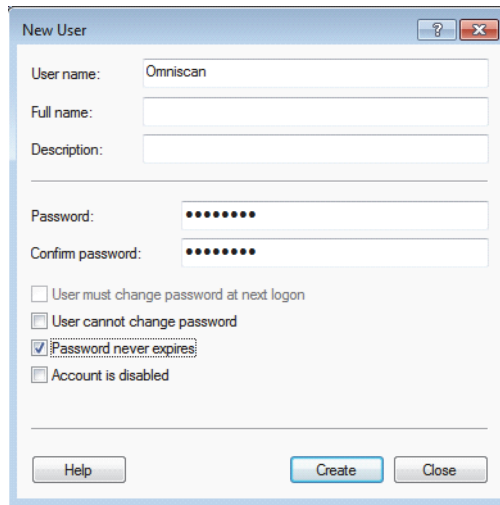 New User
?
User name: Omniscan
Full name:
Description:
Password: ●●●●●●●●
Confirm password: ●●●●●●●●
User must change password at next logon
User cannot change password
Password never expires
Account is disabled
Help Create Close